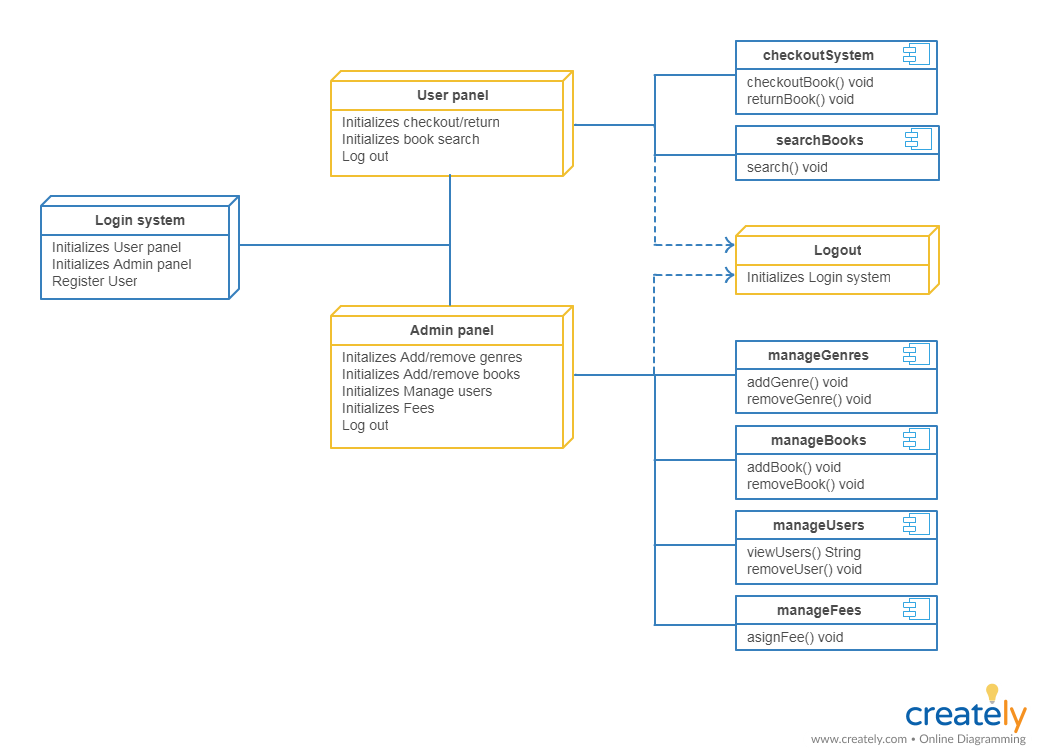 Login system
Initializes User panel
Initializes Admin panel
Register User
User panel
Initializes checkout/return
Initializes book search
Log out
Admin panel
Initalizes Add/remove genres
Initializes Add/remove books
Initializes Manage users
Initializes Fees
Log out
checkoutSystem
checkoutBook() void
returnBook() void
searchBooks
search() void
Logout
Initializes Login system
manageGenres
addGenre() void
removeGenre() void
manageBooks
addBook() void
removeBook() void
manageUsers
viewUsers() String
removeUser() void
manageFees
asignFee() void
creately
www.creately.com • Online Diagramming